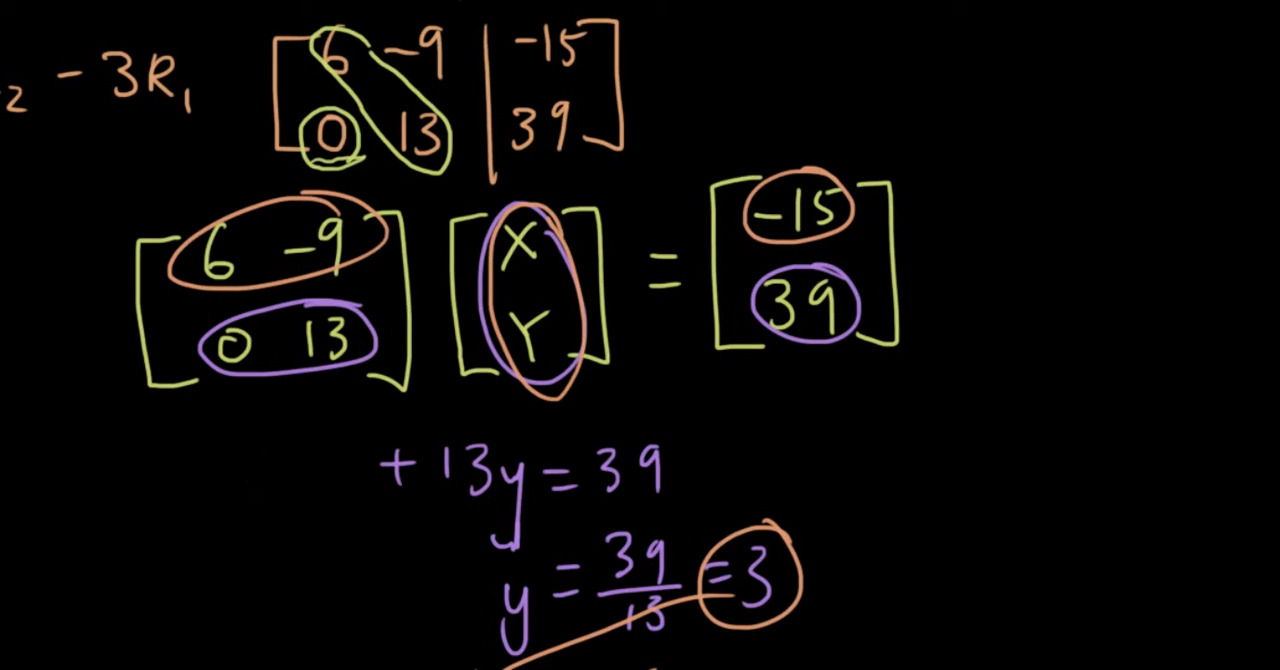 2 - 3R1 [6 -9 | -15]
[0 13 | 39]
[6 -9] [X] = [-15]
[0 13] [Y] [39]
+ 13y = 39
y = 39/13 = 3